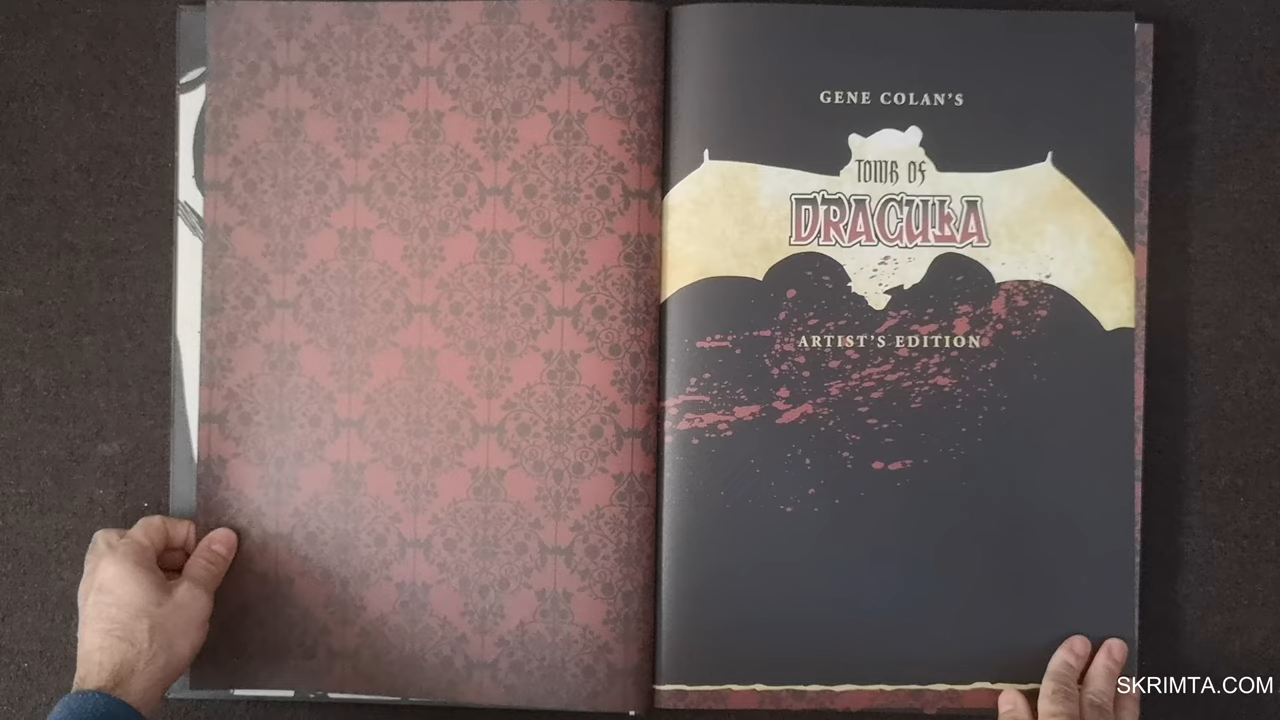 GENE COLAN'S
TOMB OF
DRACULA
ARTIST'S EDITION
SKRIMTA.COM